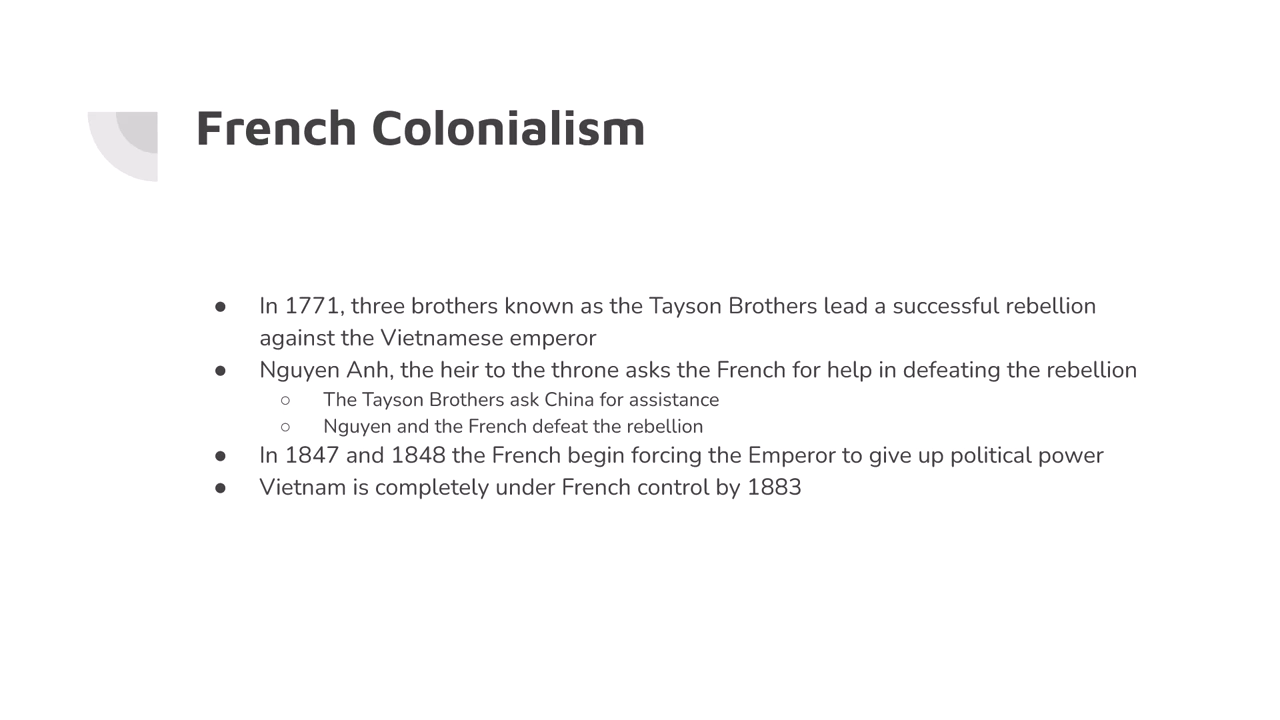 French Colonialism
● In 1771, three brothers known as the Tayson Brothers lead a successful rebellion
against the Vietnamese emperor
● Nguyen Anh, the heir to the throne asks the French for help in defeating the rebellion
○ The Tayson Brothers ask China for assistance
○ Nguyen and the French defeat the rebellion
● In 1847 and 1848 the French begin forcing the Emperor to give up political power
● Vietnam is completely under French control by 1883